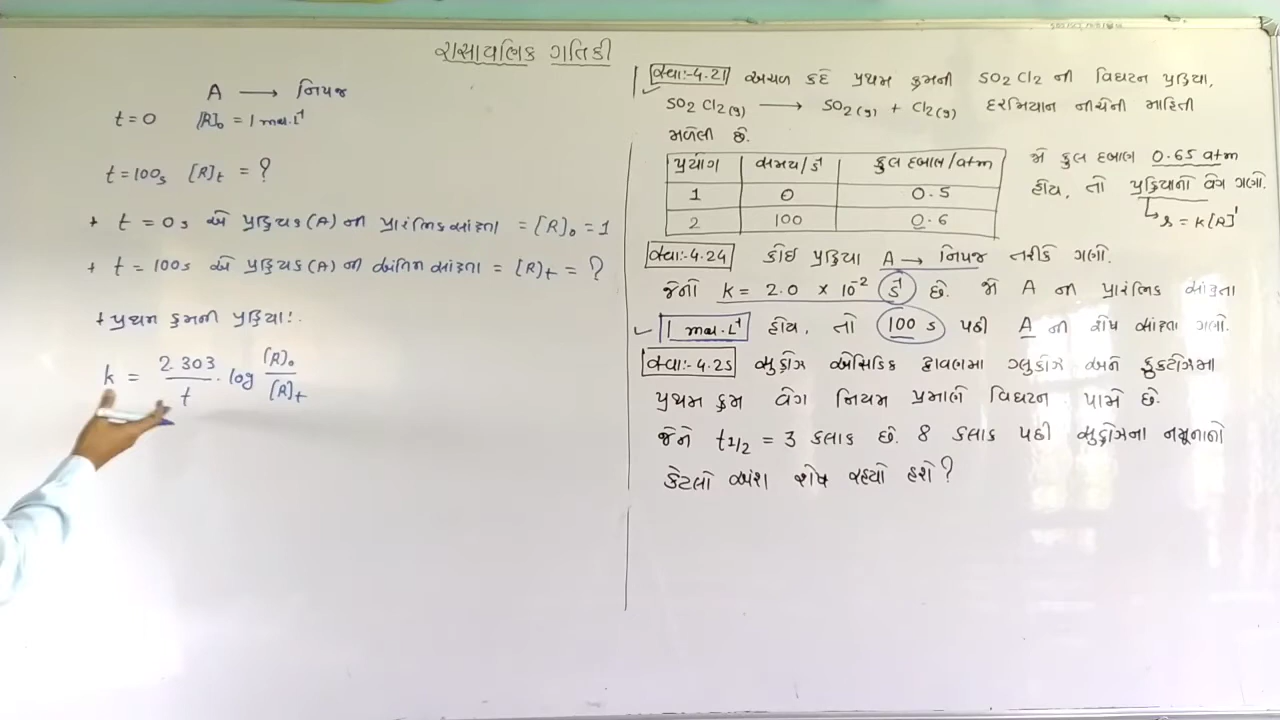 રાસાયણિક ગતિકી
A → નિપજ
t = 0 [R]₀ = 1 mol.L⁻¹
t = 100s [R]t = ?
+ t = 0 s એ પ્રક્રિયક (A) ની પ્રારંભિક સાંદ્રતા = [R]₀ = 1
+ t = 100s એ પ્રક્રિયક (A) ની અંતિમ સાંદ્રતા = [R]t = ?
+ પ્રથમ ક્રમની પ્રક્રિયા:.
k = 2.303/t . log [R]₀/[R]t
સ્વા:-4.21 અચળ કદે પ્રથમ ક્રમની SO2Cl2 ની વિઘટન પ્રક્રિયા,
SO2Cl2(g) → SO2(g) + Cl2(g) દરમિયાન નીચેની માહિતી
મળેલી છે.
પ્રયોગ સમય/s⁻¹ કુલ દબાણ/atm
1 0 0.5
2 100 0.6
જો કુલ દબાણ 0.65 atm
હોય, તો પ્રક્રિયાનો વેગ ગણો.
r = k[R]¹
સ્વા:-4.24 કોઈ પ્રક્રિયા A → નિપજ તરીકે ગણો.
જેનો k = 2.0 × 10⁻² s⁻¹ છે. જો A ની પ્રારંભિક સાંદ્રતા
1 mol.L⁻¹ હોય, તો 100 s પછી A ની શેષ સાંદ્રતા ગણો.
સ્વા:-4.25 સુક્રોઝ એસિડિક દ્રાવણમા ગ્લુકોઝ અને ફ્રુકટોઝમા
પ્રથમ ક્રમ વેગ નિયમ પ્રમાણે વિઘટન પામે છે.
જેને t1/2 = 3 કલાક છે. 8 કલાક પછી સુક્રોઝના નમૂનાનો
કેટલો અંશ શેષ રહયો હશે?